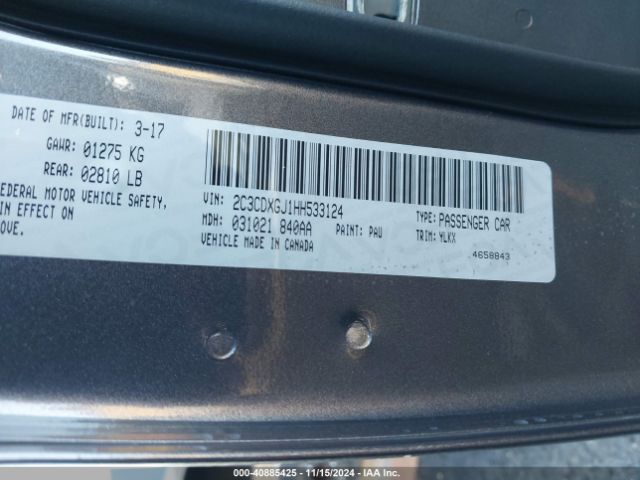 DATE OF MFR(BUILT): 3-17
GAWR: 01275 KG
REAR: 02810 LB
FEDERAL MOTOR VEHICLE SAFETY,
IN EFFECT ON
OVE.
VIN: 2C3CDXGJ1HH533124
MDH: 031021 840AA
PAINT: PAU
VEHICLE MADE IN CANADA
TYPE: PASSENGER CAR
TRIM: YLKX
4658843
000-40885425 - 11/15/2024 - IAA Inc.